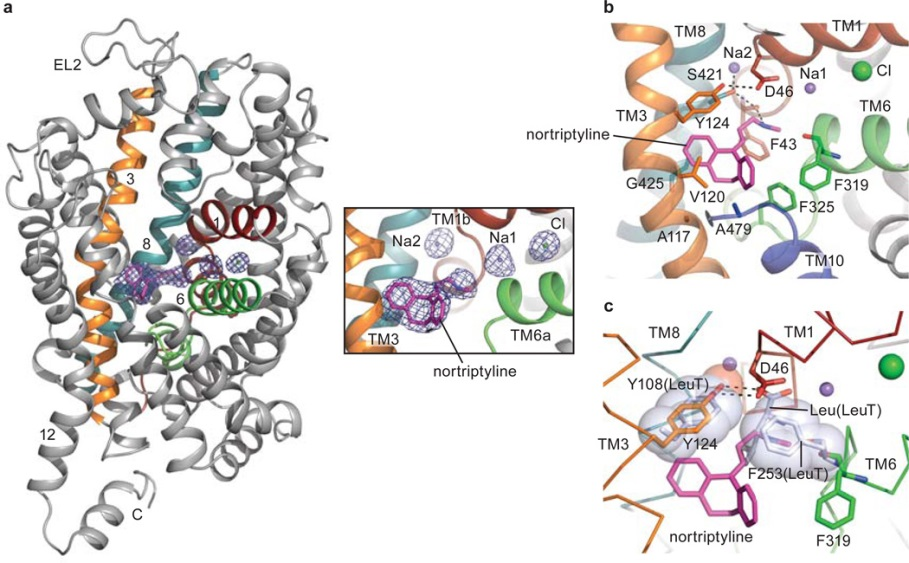 a
EL2
3
8
1
6
12
C
TM1b
Cl
Na2
Na1
TM3
TM6a
nortriptyline
b
TM8
TM1
Na2
Cl
S421
D46
Na1
TM3
TM6
Y124
nortriptyline
F43
G425
F319
V120
F325
A117
A479
TM10
c
TM8
TM1
D46
Y108(LeuT)
Leu(LeuT)
TM3
Y124
TM6
F253(LeuT)
nortriptyline
F319